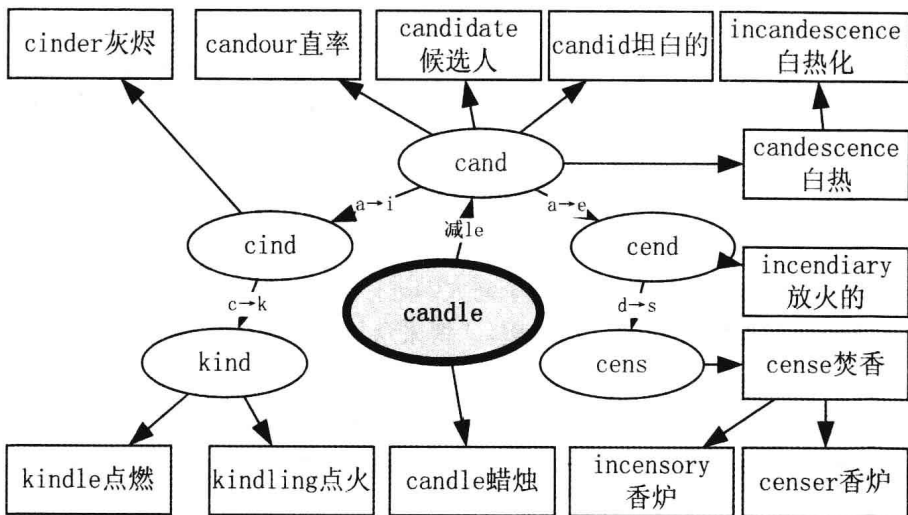 cinder灰烬
candour直率
candidate
候选人
candid坦白的
incandescence
白热化
cand
candescence
白热
a→i
a→e
减le
cind
cend
incendiary
放火的
c→k
candle
d→s
kind
cens
cense焚香
kindle点燃
kindling点火
candle蜡烛
incensory
香炉
censer香炉